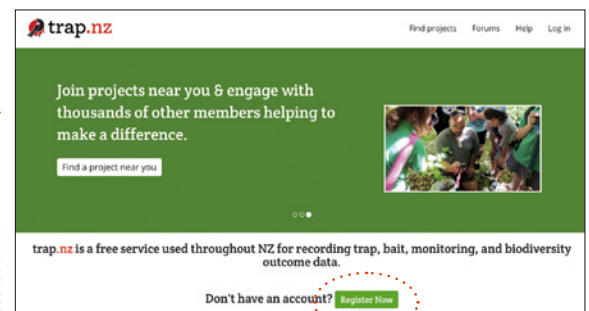 trap.nz
Find projects Forums Help Log in
Join projects near you & engage with
thousands of other members helping to
make a difference.
Find a project near you
trap.nz is a free service used throughout NZ for recording trap, bait, monitoring, and biodiversity
outcome data.
Don't have an account? Register Now